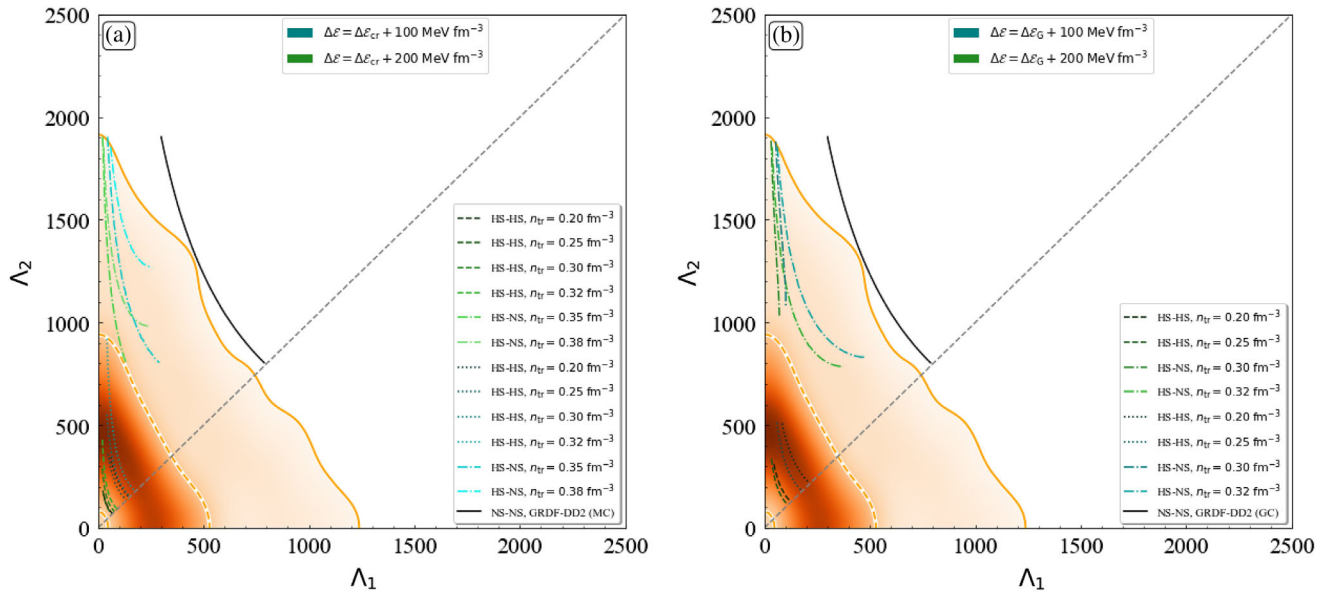 (a)
Δℰ = Δℰcr + 100 MeV fm⁻³
Δℰ = Δℰcr + 200 MeV fm⁻³
2500
2000
1500
1000
500
0
Λ₂
HS-HS, ntr = 0.20 fm⁻³
HS-HS, ntr = 0.25 fm⁻³
HS-HS, ntr = 0.30 fm⁻³
HS-HS, ntr = 0.32 fm⁻³
HS-NS, ntr = 0.35 fm⁻³
HS-NS, ntr = 0.38 fm⁻³
HS-HS, ntr = 0.20 fm⁻³
HS-HS, ntr = 0.25 fm⁻³
HS-HS, ntr = 0.30 fm⁻³
HS-HS, ntr = 0.32 fm⁻³
HS-NS, ntr = 0.35 fm⁻³
HS-NS, ntr = 0.38 fm⁻³
NS-NS, GRDF-DD2 (MC)
0 500 1000 1500 2000 2500
Λ₁
(b)
Δℰ = ΔℰG + 100 MeV fm⁻³
Δℰ = ΔℰG + 200 MeV fm⁻³
2500
2000
1500
1000
500
0
Λ₂
HS-HS, ntr = 0.20 fm⁻³
HS-HS, ntr = 0.25 fm⁻³
HS-NS, ntr = 0.30 fm⁻³
HS-NS, ntr = 0.32 fm⁻³
HS-HS, ntr = 0.20 fm⁻³
HS-HS, ntr = 0.25 fm⁻³
HS-NS, ntr = 0.30 fm⁻³
HS-NS, ntr = 0.32 fm⁻³
NS-NS, GRDF-DD2 (GC)
0 500 1000 1500 2000 2500
Λ₁